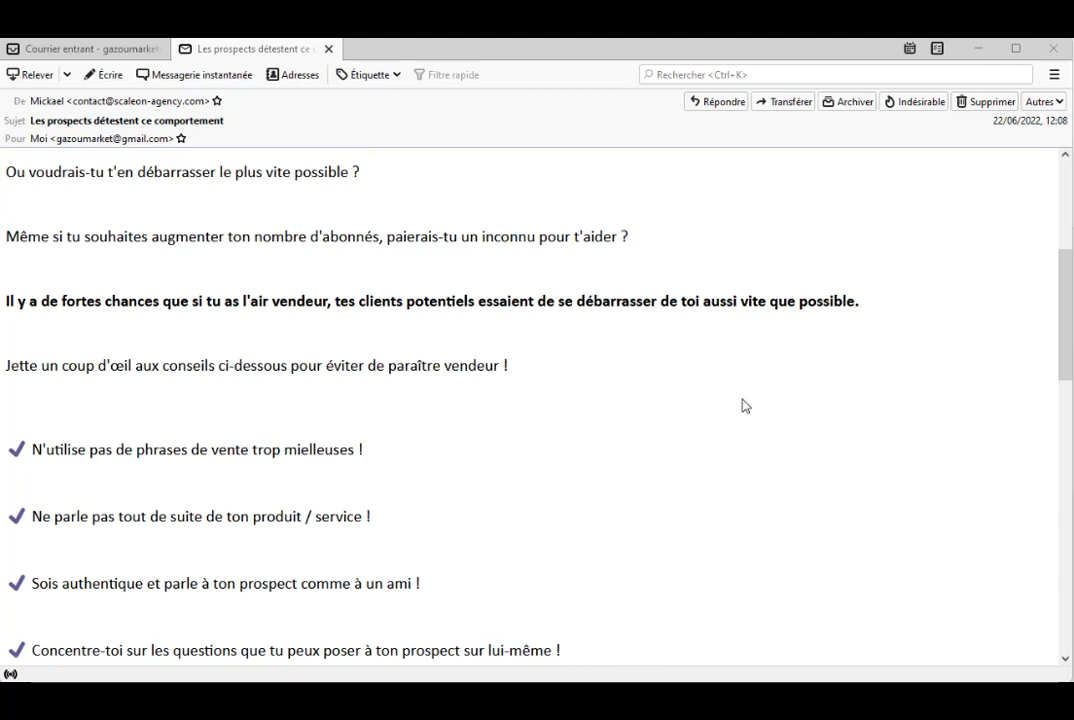 Courrier entrant - gazoumarket
Les prospects détestent ce c
Relever Écrire Messagerie instantanée Adresses Étiquette Filtre rapide Rechercher <Ctrl+K>
De Mickael <contact@scaleon-agency.com> Répondre Transférer Archiver Indésirable Supprimer Autres
Sujet Les prospects détestent ce comportement 22/06/2022, 12:08
Pour Moi <gazoumarket@gmail.com>
Ou voudrais-tu t'en débarrasser le plus vite possible ?
Même si tu souhaites augmenter ton nombre d'abonnés, paierais-tu un inconnu pour t'aider ?
Il y a de fortes chances que si tu as l'air vendeur, tes clients potentiels essaient de se débarrasser de toi aussi vite que possible.
Jette un coup d'œil aux conseils ci-dessous pour éviter de paraître vendeur !
✔ N'utilise pas de phrases de vente trop mielleuses !
✔ Ne parle pas tout de suite de ton produit / service !
✔ Sois authentique et parle à ton prospect comme à un ami !
✔ Concentre-toi sur les questions que tu peux poser à ton prospect sur lui-même !